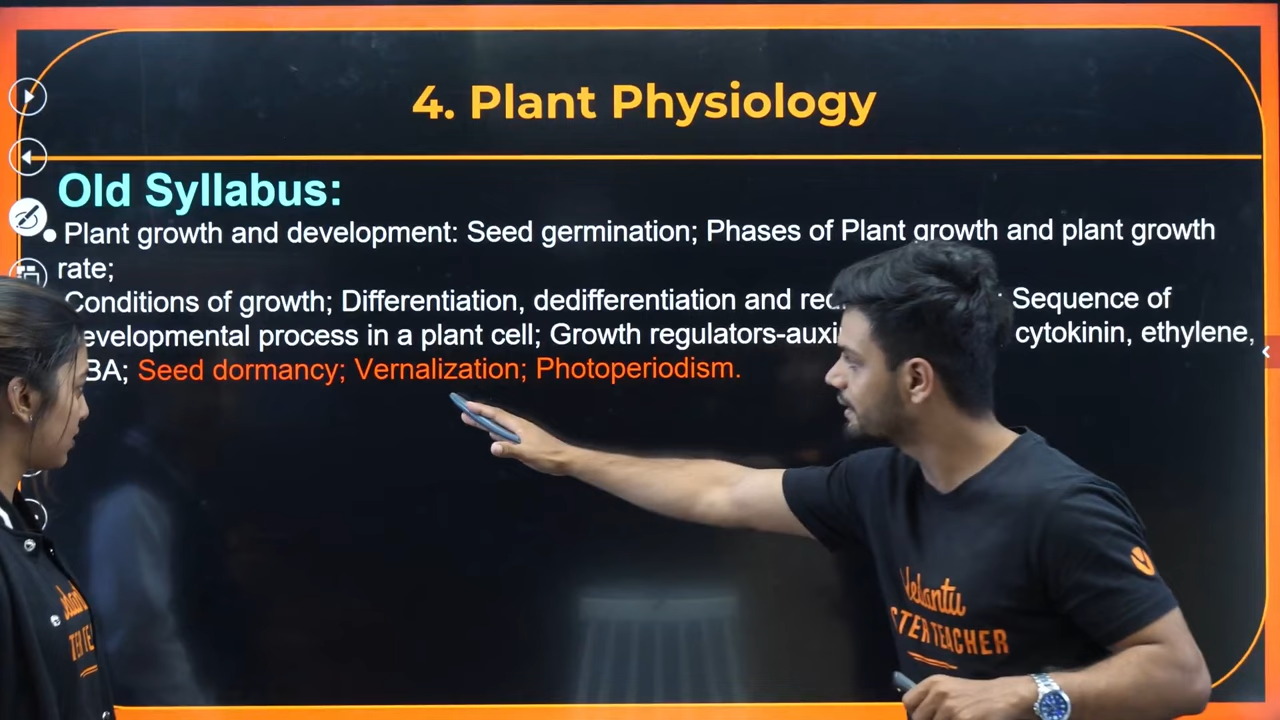 4. Plant Physiology
Old Syllabus:
Plant growth and development: Seed germination; Phases of Plant growth and plant growth
rate;
Conditions of growth; Differentiation, dedifferentiation and Sequence of
evelopmental process in a plant cell; Growth regulators-auxi cytokinin, ethylene,
BA; Seed dormancy; Vernalization; Photoperiodism.
Vedantu
STER TEACHER